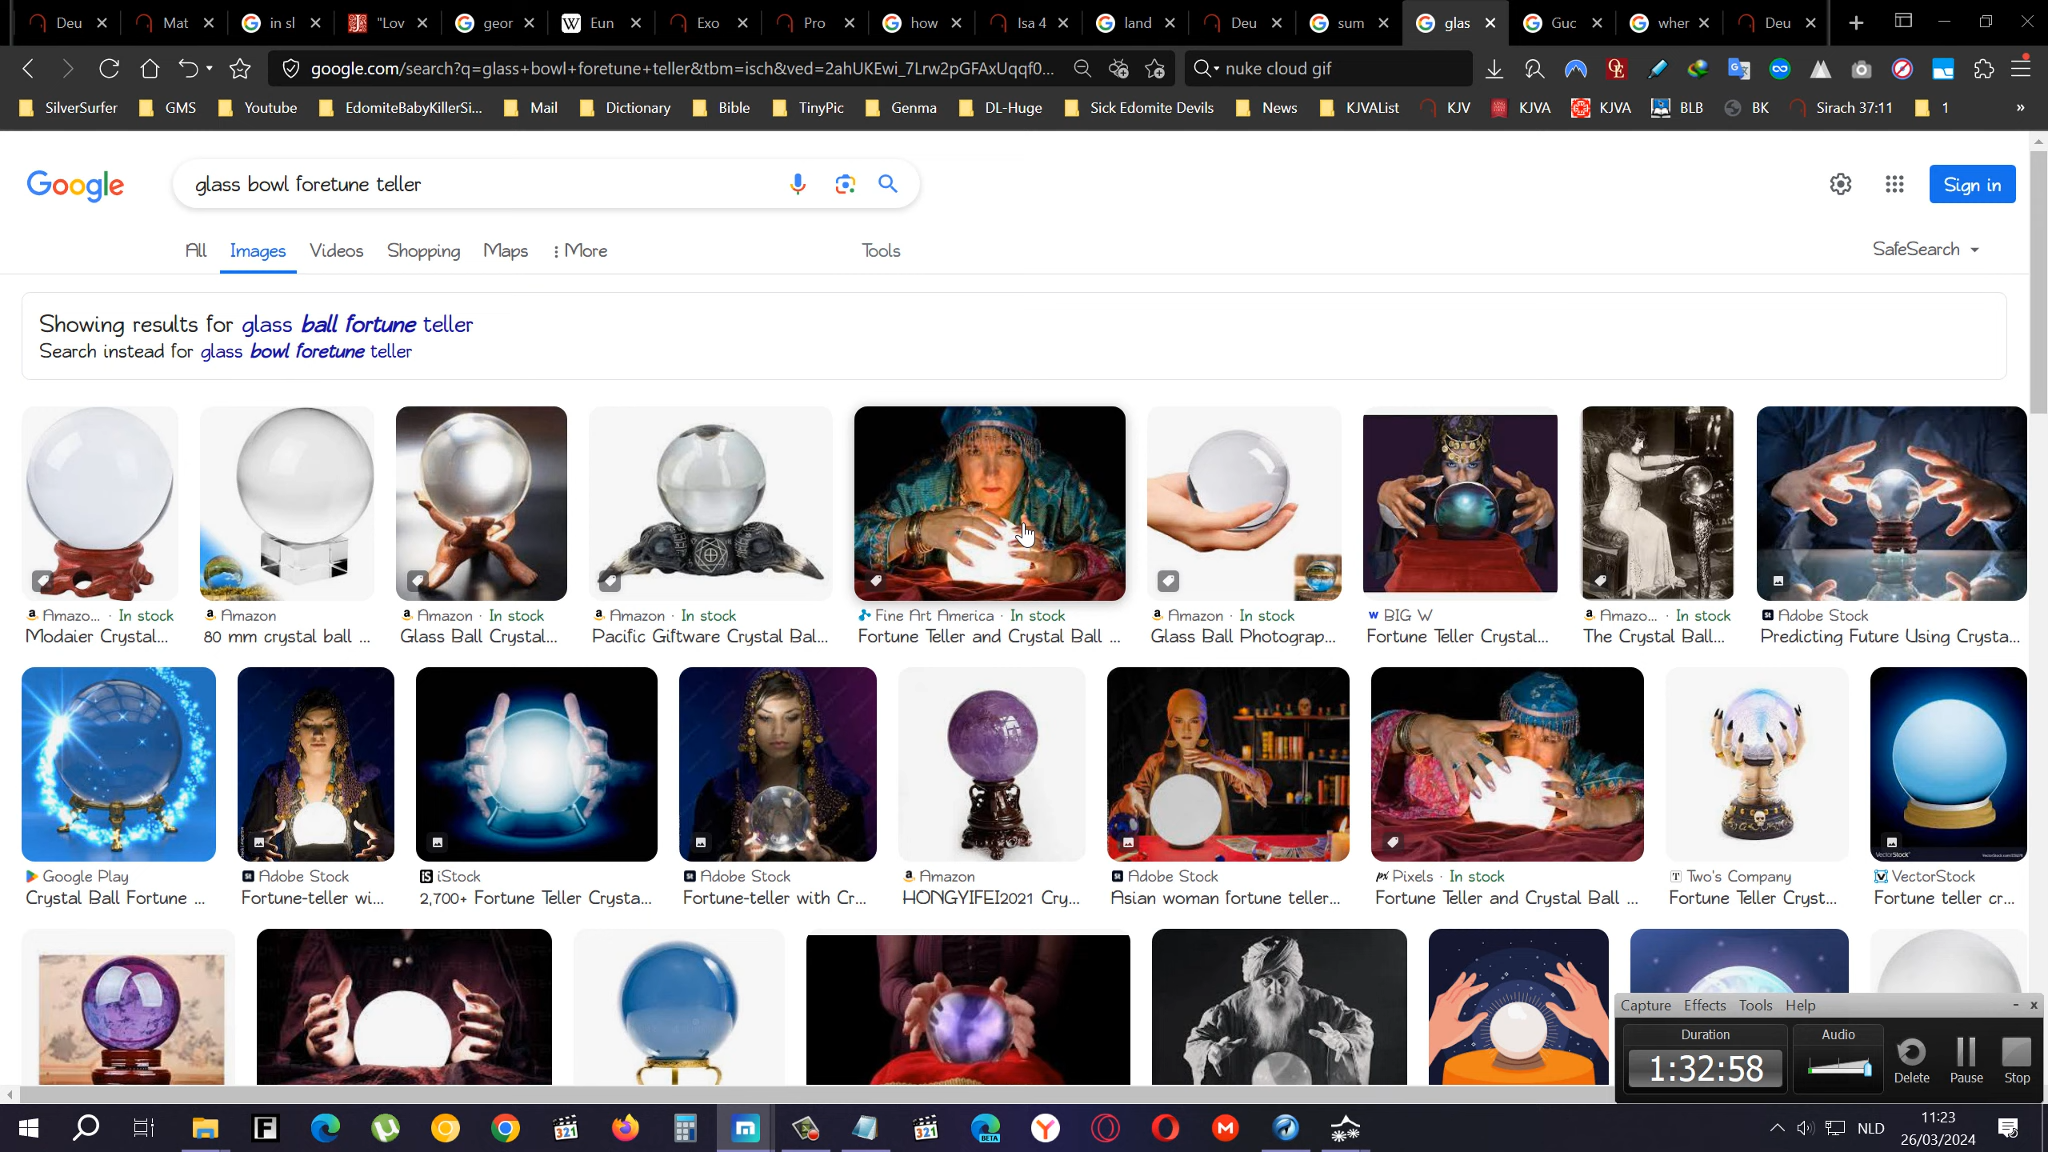 Deu
Mat
in sl
"Lov
geor
Eun
Exo
Pro
how
Isa 4
land
Deu
sum
glas
Guc
wher
Deu
google.com/search?q=glass+bowl+foretune+teller&tbm=isch&ved=2ahUKEwi_7Lrw2pGFAxUqqf0...
nuke cloud gif
SilverSurfer
GMS
Youtube
EdomiteBabyKillerSi...
Mail
Dictionary
Bible
TinyPic
Genma
DL-Huge
Sick Edomite Devils
News
KJVAList
KJV
KJVA
KJVA
BLB
BK
Sirach 37:11
1
»
Google
glass bowl foretune teller
Sign in
All
Images
Videos
Shopping
Maps
More
Tools
SafeSearch
Showing results for glass ball fortune teller
Search instead for glass bowl foretune teller
Amazo... · In stock
Modaier Crystal...
Amazon
80 mm crystal ball ...
Amazon · In stock
Glass Ball Crystal...
Amazon · In stock
Pacific Giftware Crystal Bal...
Fine Art America · In stock
Fortune Teller and Crystal Ball ...
Amazon · In stock
Glass Ball Photograp...
BIG W
Fortune Teller Crystal...
Amazo... · In stock
The Crystal Ball...
Adobe Stock
Predicting Future Using Crysta...
Google Play
Crystal Ball Fortune ...
Adobe Stock
Fortune-teller wi...
iStock
2,700+ Fortune Teller Crysta...
Adobe Stock
Fortune-teller with Cr...
Amazon
HONGYIFEI2021 Cry...
Adobe Stock
Asian woman fortune teller...
Pixels · In stock
Fortune Teller and Crystal Ball ...
Two's Company
Fortune Teller Cryst...
VectorStock
VectorStock
Fortune teller cr...
Capture Effects Tools Help
Duration
Audio
1:32:58
Delete
Pause
Stop
NLD
11:23
26/03/2024